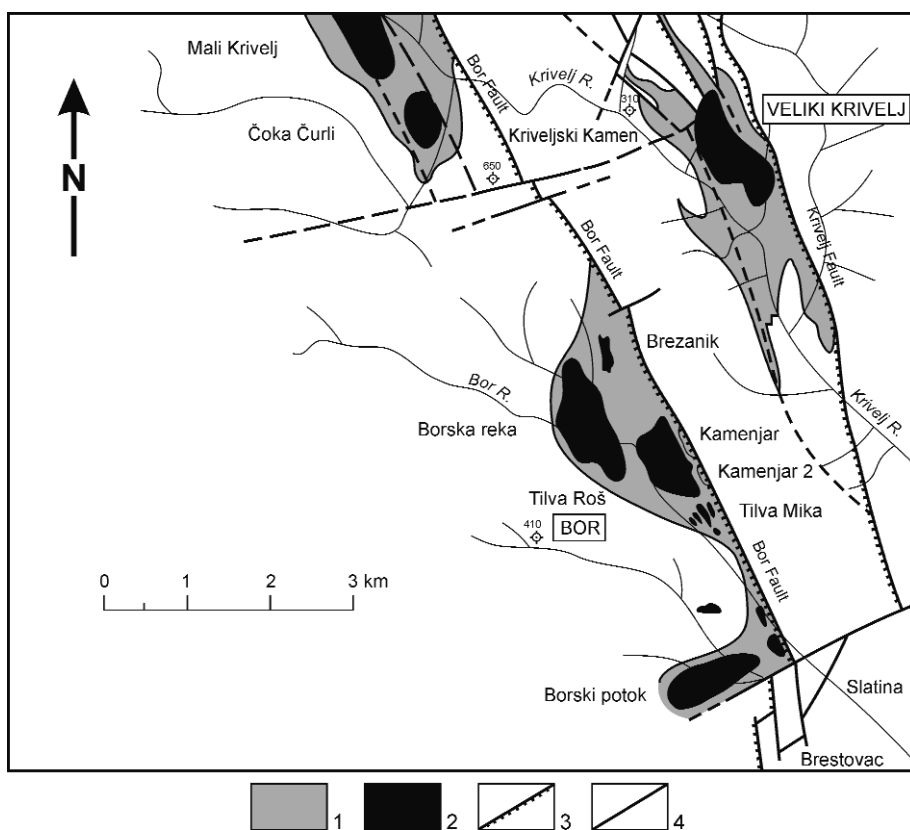 Mali Krivelj
Bor Fault
Krivelj R.
310
VELIKI KRIVELJ
Čoka Čurli
Kriveljski Kamen
N
650
Bor Fault
Krivelj Fault
Brezanik
Bor R.
Krivelj R.
Borska reka
Kamenjar
Kamenjar 2
Tilva Roš
Tilva Mika
410
BOR
Bor Fault
0 1 2 3 km
Borski potok
Slatina
Brestovac
1 2 3 4